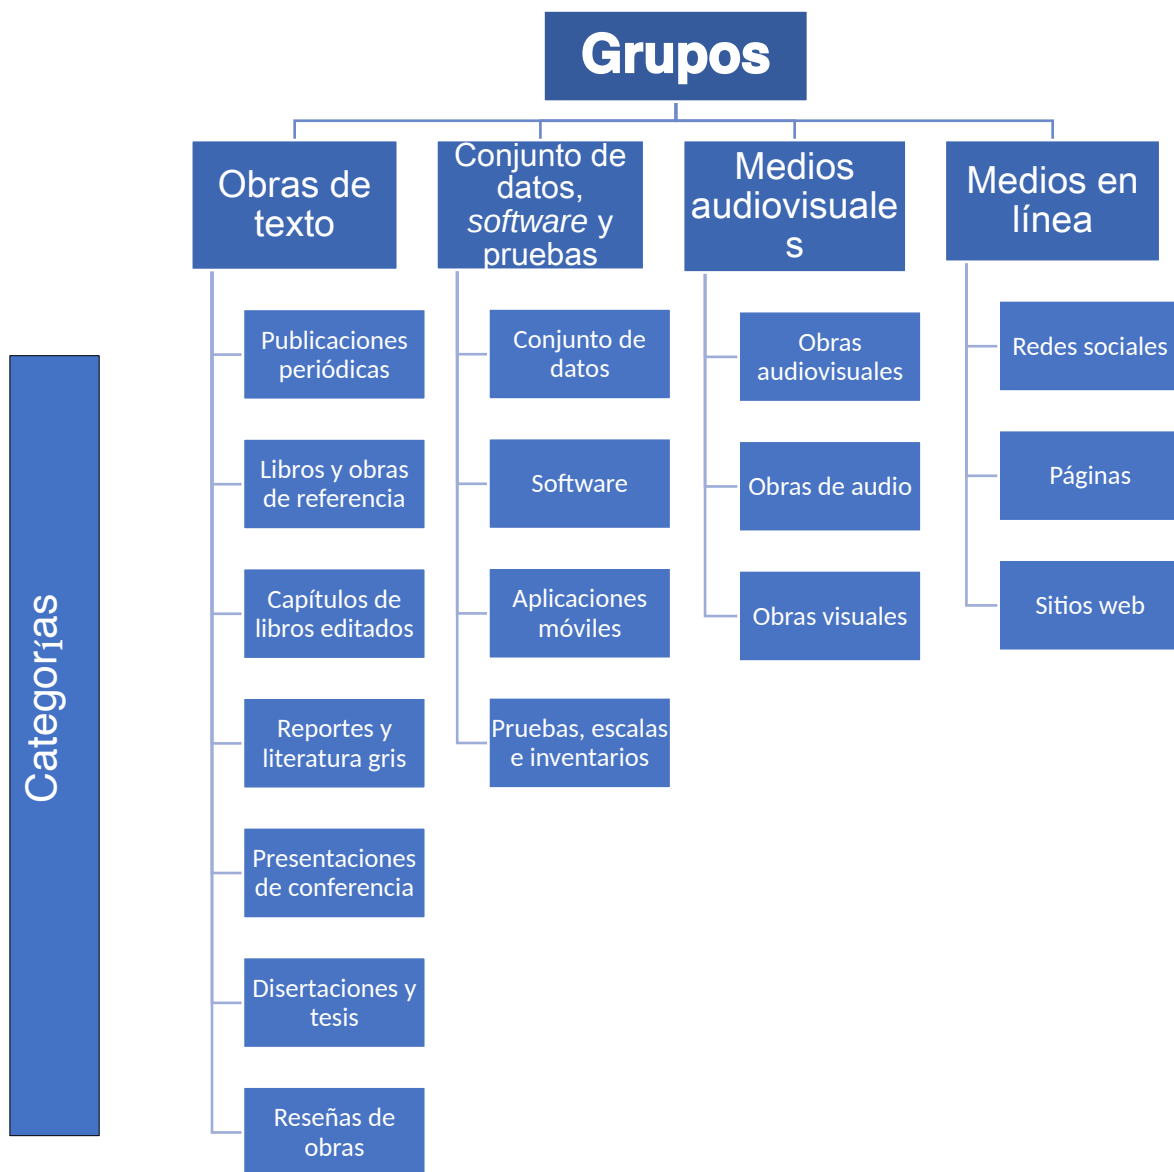 Grupos
Obras de
texto
Conjunto de
datos,
software y
pruebas
Medios
audiovisuale
s
Medios en
línea
Categorías
Publicaciones
periódicas
Libros y obras
de referencia
Capítulos de
libros editados
Reportes y
literatura gris
Presentaciones
de conferencia
Disertaciones y
tesis
Reseñas de
obras
Conjunto de
datos
Software
Aplicaciones
móviles
Pruebas, escalas
e inventarios
Obras
audiovisuales
Obras de audio
Obras visuales
Redes sociales
Páginas
Sitios web